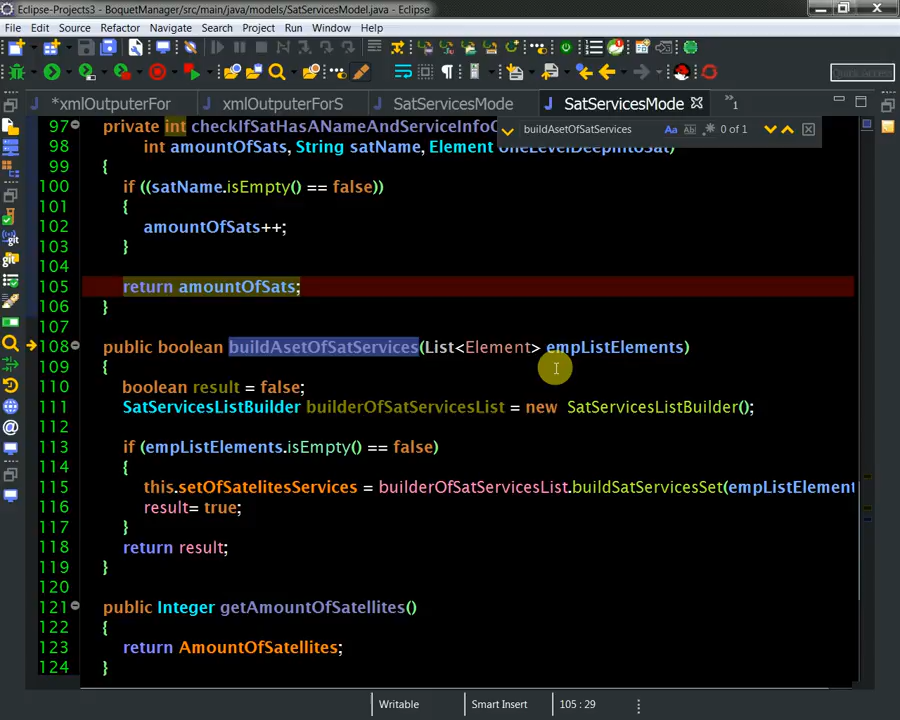 Eclipse-Projects3 - BoquetManager/src/main/java/models/SatServicesModel.java - Eclipse
File Edit Source Refactor Navigate Search Project Run Window Help
Quick Access
*xmlOutputerFor xmlOutputerForS SatServicesMode SatServicesMode »1
buildAsetOfSatServices Aa Ab .* 0 of 1
97 private int checkIfSatHasANameAndServiceInfo
98 int amountOfSats, String satName, Element oneLevelDeepIntoSat)
99 {
100 if ((satName.isEmpty() == false))
101 {
102 amountOfSats++;
103 }
104
105 return amountOfSats;
106 }
107
108 public boolean buildAsetOfSatServices(List<Element> empListElements)
109 {
110 boolean result = false;
111 SatServicesListBuilder builderOfSatServicesList = new SatServicesListBuilder();
112
113 if (empListElements.isEmpty() == false)
114 {
115 this.setOfSatelitesServices = builderOfSatServicesList.buildSatServicesSet(empListElement
116 result= true;
117 }
118 return result;
119 }
120
121 public Integer getAmountOfSatellites()
122 {
123 return AmountOfSatellites;
124 }
Writable Smart Insert 105 : 29